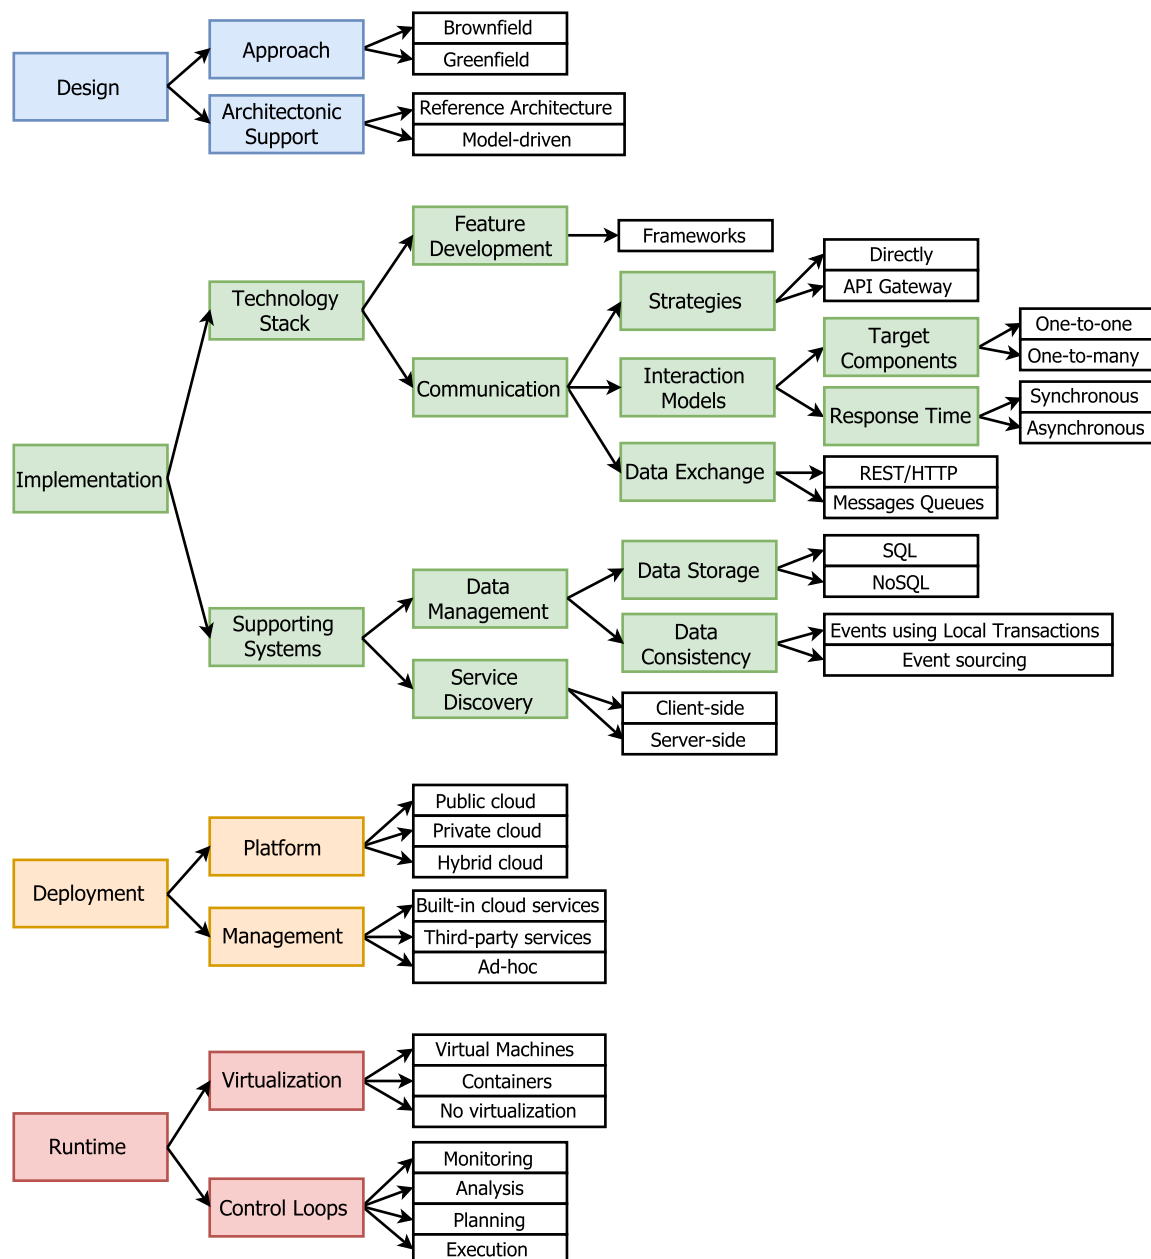 Design
Approach
Brownfield
Greenfield
Architectonic
Support
Reference Architecture
Model-driven
Implementation
Technology
Stack
Feature
Development
Frameworks
Communication
Strategies
Directly
API Gateway
Interaction
Models
Target
Components
One-to-one
One-to-many
Response Time
Synchronous
Asynchronous
Data Exchange
REST/HTTP
Messages Queues
Supporting
Systems
Data
Management
Data Storage
SQL
NoSQL
Data
Consistency
Events using Local Transactions
Event sourcing
Service
Discovery
Client-side
Server-side
Deployment
Platform
Public cloud
Private cloud
Hybrid cloud
Management
Built-in cloud services
Third-party services
Ad-hoc
Runtime
Virtualization
Virtual Machines
Containers
No virtualization
Control Loops
Monitoring
Analysis
Planning
Execution